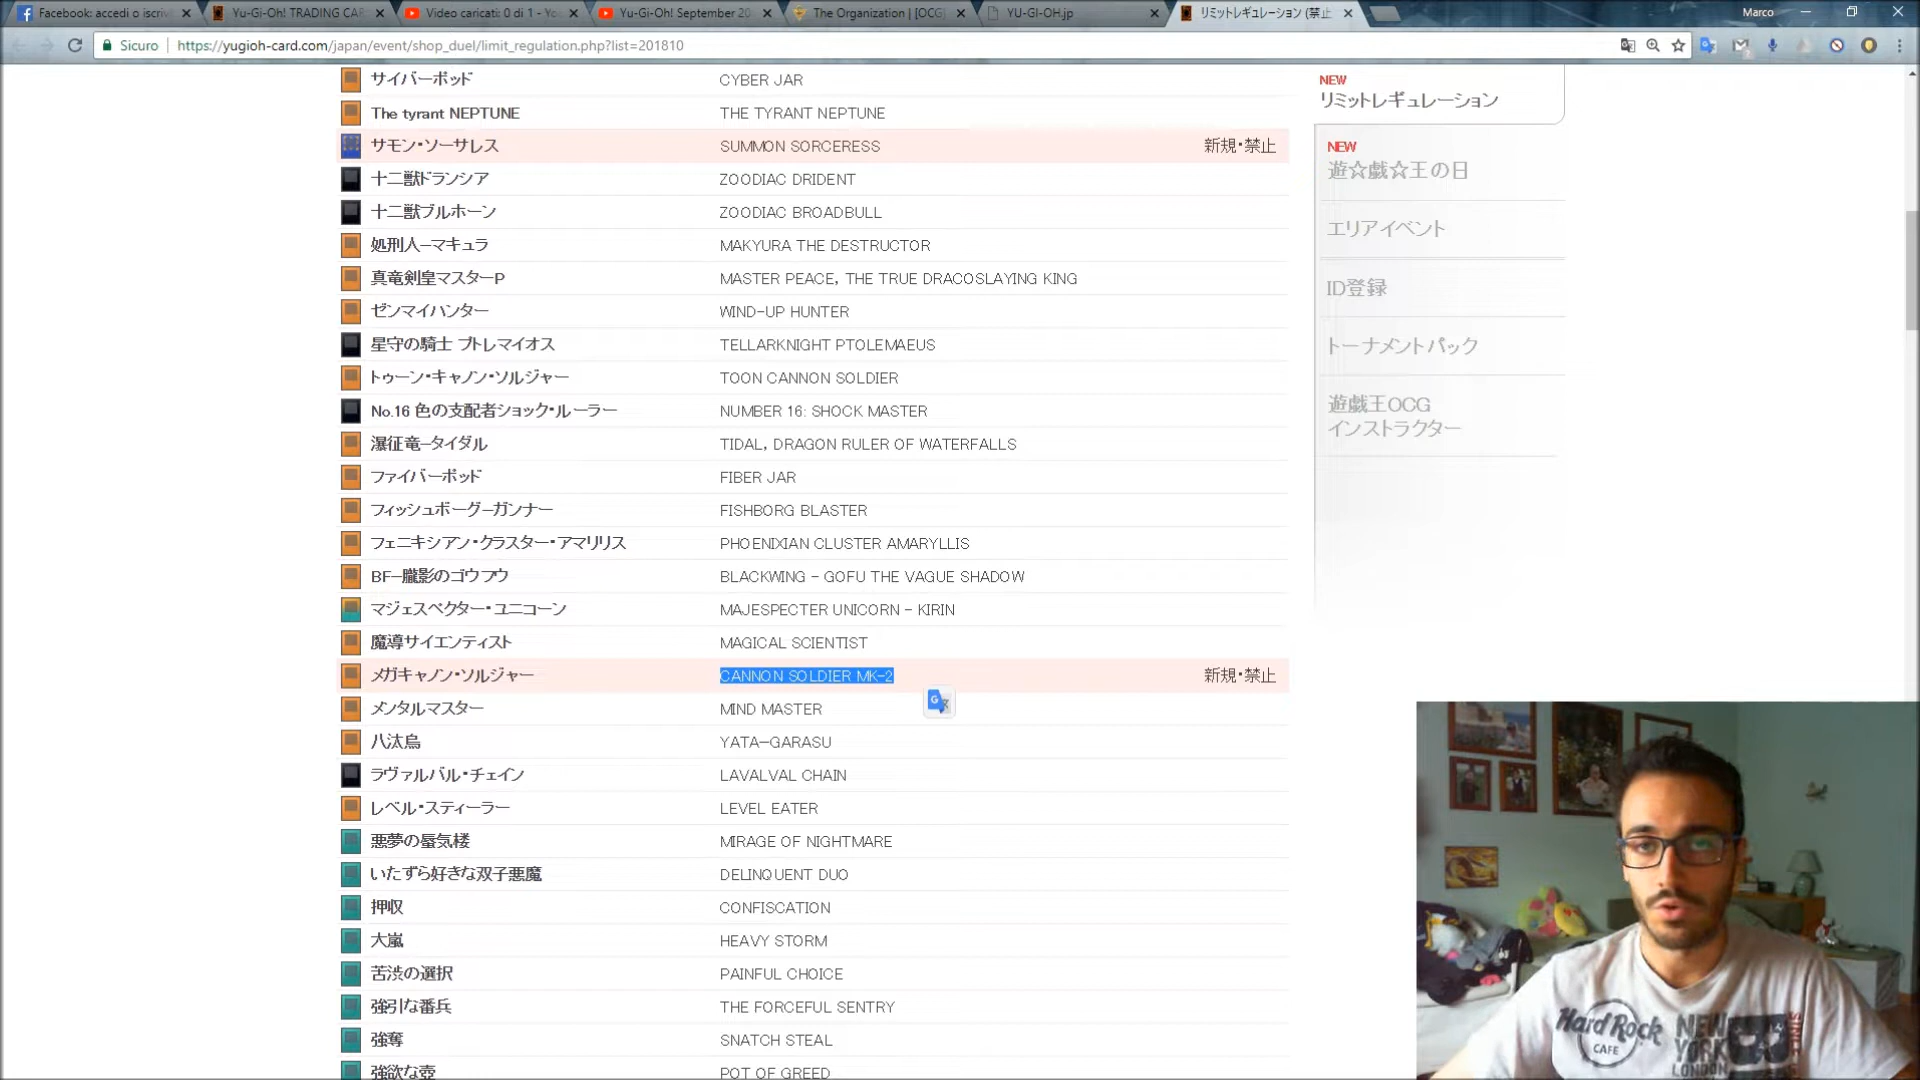 Facebook: accedi o iscriv
Yu-Gi-Oh! TRADING CAR
Video caricati: 0 di 1 - Yo
Yu-Gi-Oh! September 20
The Organization | [OCG]
YU-GI-OH.jp
リミットレギュレーション (禁止
Marco
Sicuro
https://yugioh-card.com/japan/event/shop_duel/limit_regulation.php?list=201810
サイバーポッド CYBER JAR
The tyrant NEPTUNE THE TYRANT NEPTUNE
サモン・ソーサレス SUMMON SORCERESS 新規・禁止
十二獣ドランシア ZOODIAC DRIDENT
十二獣ブルホーン ZOODIAC BROADBULL
処刑人-マキュラ MAKYURA THE DESTRUCTOR
真竜剣皇マスターP MASTER PEACE, THE TRUE DRACOSLAYING KING
ゼンマイハンター WIND-UP HUNTER
星守の騎士 プトレマイオス TELLARKNIGHT PTOLEMAEUS
トゥーン・キャノン・ソルジャー TOON CANNON SOLDIER
No.16 色の支配者ショック・ルーラー NUMBER 16: SHOCK MASTER
瀑征竜-タイダル TIDAL, DRAGON RULER OF WATERFALLS
ファイバーポッド FIBER JAR
フィッシュボーグ-ガンナー FISHBORG BLASTER
フェニキシアン・クラスター・アマリリス PHOENIXIAN CLUSTER AMARYLLIS
BF-朧影のゴウフウ BLACKWING - GOFU THE VAGUE SHADOW
マジェスペクター・ユニコーン MAJESPECTER UNICORN - KIRIN
魔導サイエンティスト MAGICAL SCIENTIST
メガキャノン・ソルジャー CANNON SOLDIER MK-2 新規・禁止
メンタルマスター MIND MASTER
八汰烏 YATA-GARASU
ラヴァルバル・チェイン LAVALVAL CHAIN
レベル・スティーラー LEVEL EATER
悪夢の蜃気楼 MIRAGE OF NIGHTMARE
いたずら好きな双子悪魔 DELINQUENT DUO
押収 CONFISCATION
大嵐 HEAVY STORM
苦渋の選択 PAINFUL CHOICE
強引な番兵 THE FORCEFUL SENTRY
強奪 SNATCH STEAL
強欲な壺 POT OF GREED
NEW
リミットレギュレーション
NEW
遊☆戯☆王の日
エリアイベント
ID登録
トーナメントパック
遊戯王OCG
インストラクター
Hard Rock
CAFE
NEW
YORK
LONDON